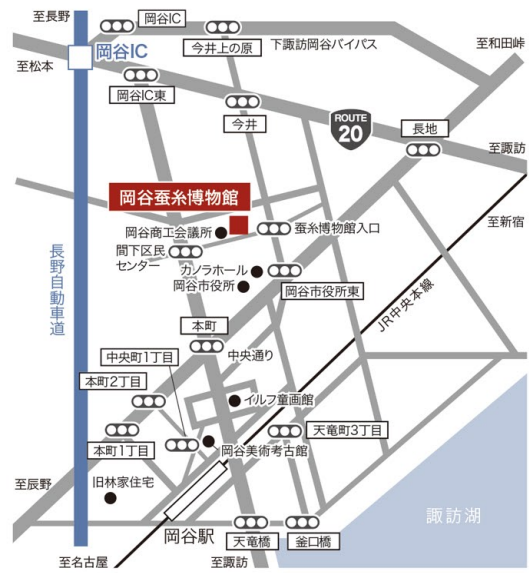 至長野
岡谷IC
今井上の原
下諏訪岡谷バイパス
至和田峠
岡谷IC
至松本
岡谷IC東
今井
ROUTE
20
長地
至諏訪
岡谷蚕糸博物館
至新宿
岡谷商工会議所
蚕糸博物館入口
間下区民
センター
カノラホール
岡谷市役所
岡谷市役所東
長野自動車道
JR中央本線
本町
中央町1丁目
中央通り
本町2丁目
イルフ童画館
天竜町3丁目
本町1丁目
岡谷美術考古館
至辰野
旧林家住宅
諏訪湖
岡谷駅
天竜橋
釜口橋
至名古屋
至諏訪